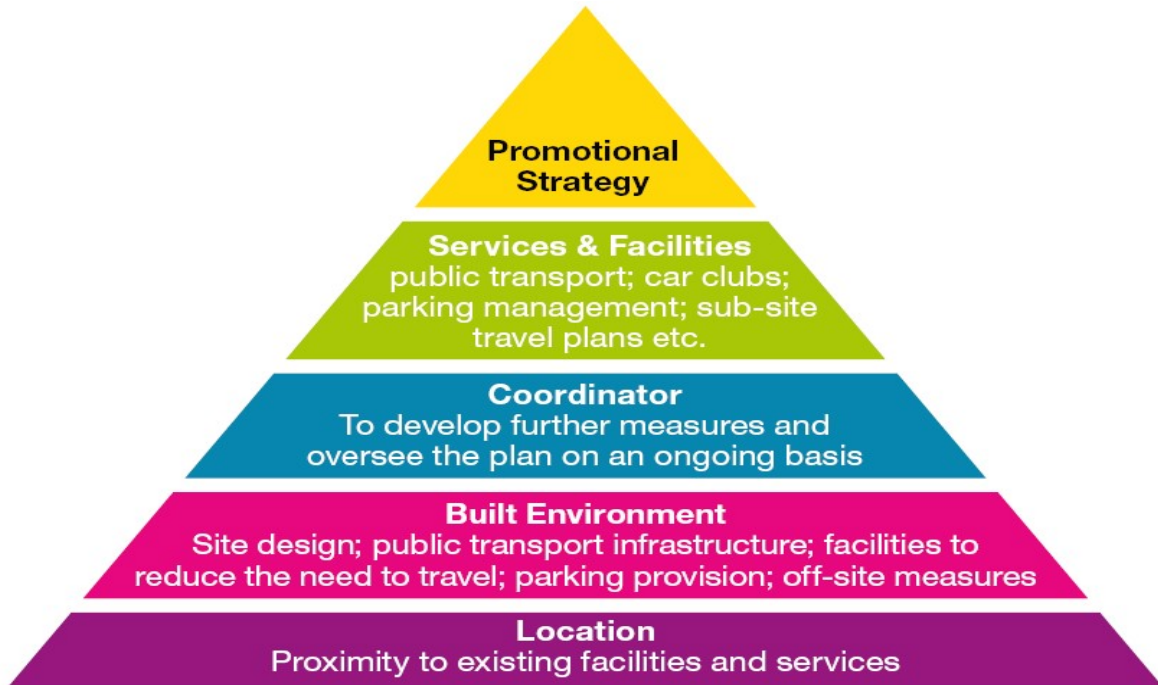 Promotional
Strategy
Services & Facilities
public transport; car clubs;
parking management; sub-site
travel plans etc.
Coordinator
To develop further measures and
oversee the plan on an ongoing basis
Built Environment
Site design; public transport infrastructure; facilities to
reduce the need to travel; parking provision; off-site measures
Location
Proximity to existing facilities and services